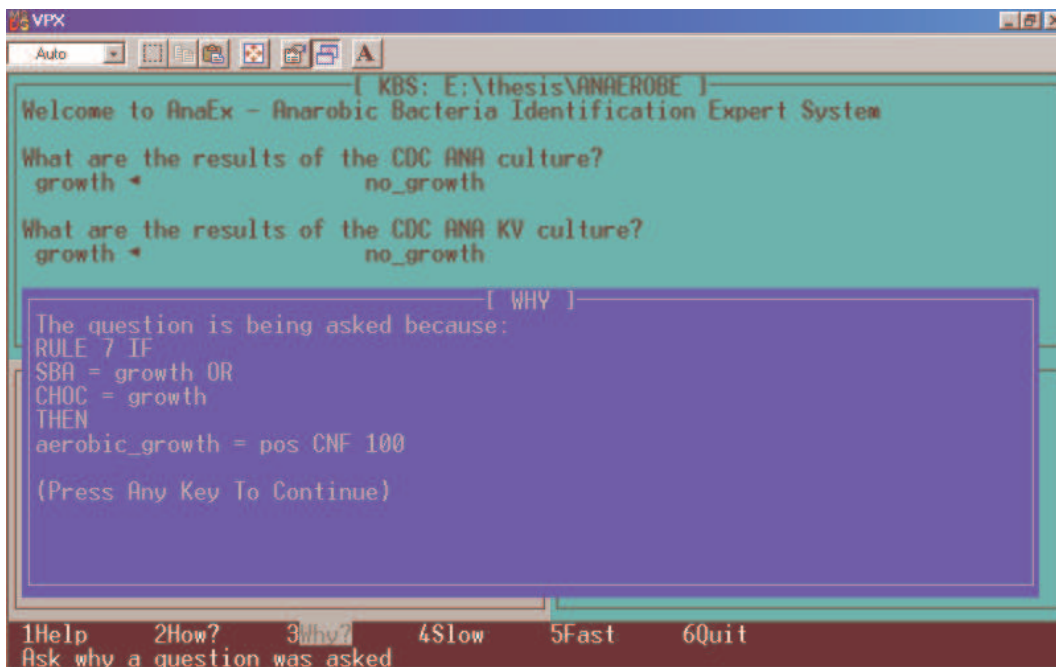 VPX
Auto
A
[ KBS: E:\thesis\ANAEROBE ]
Welcome to AnaEx - Anarobic Bacteria Identification Expert System
What are the results of the CDC ANA culture?
growth ◄ no_growth
What are the results of the CDC ANA KV culture?
growth ◄ no_growth
[ WHY ]
The question is being asked because:
RULE 7 IF
SBA = growth OR
CHOC = growth
THEN
aerobic_growth = pos CNF 100
(Press Any Key To Continue)
1Help 2How? 3Why? 4Slow 5Fast 6Quit
Ask why a question was asked